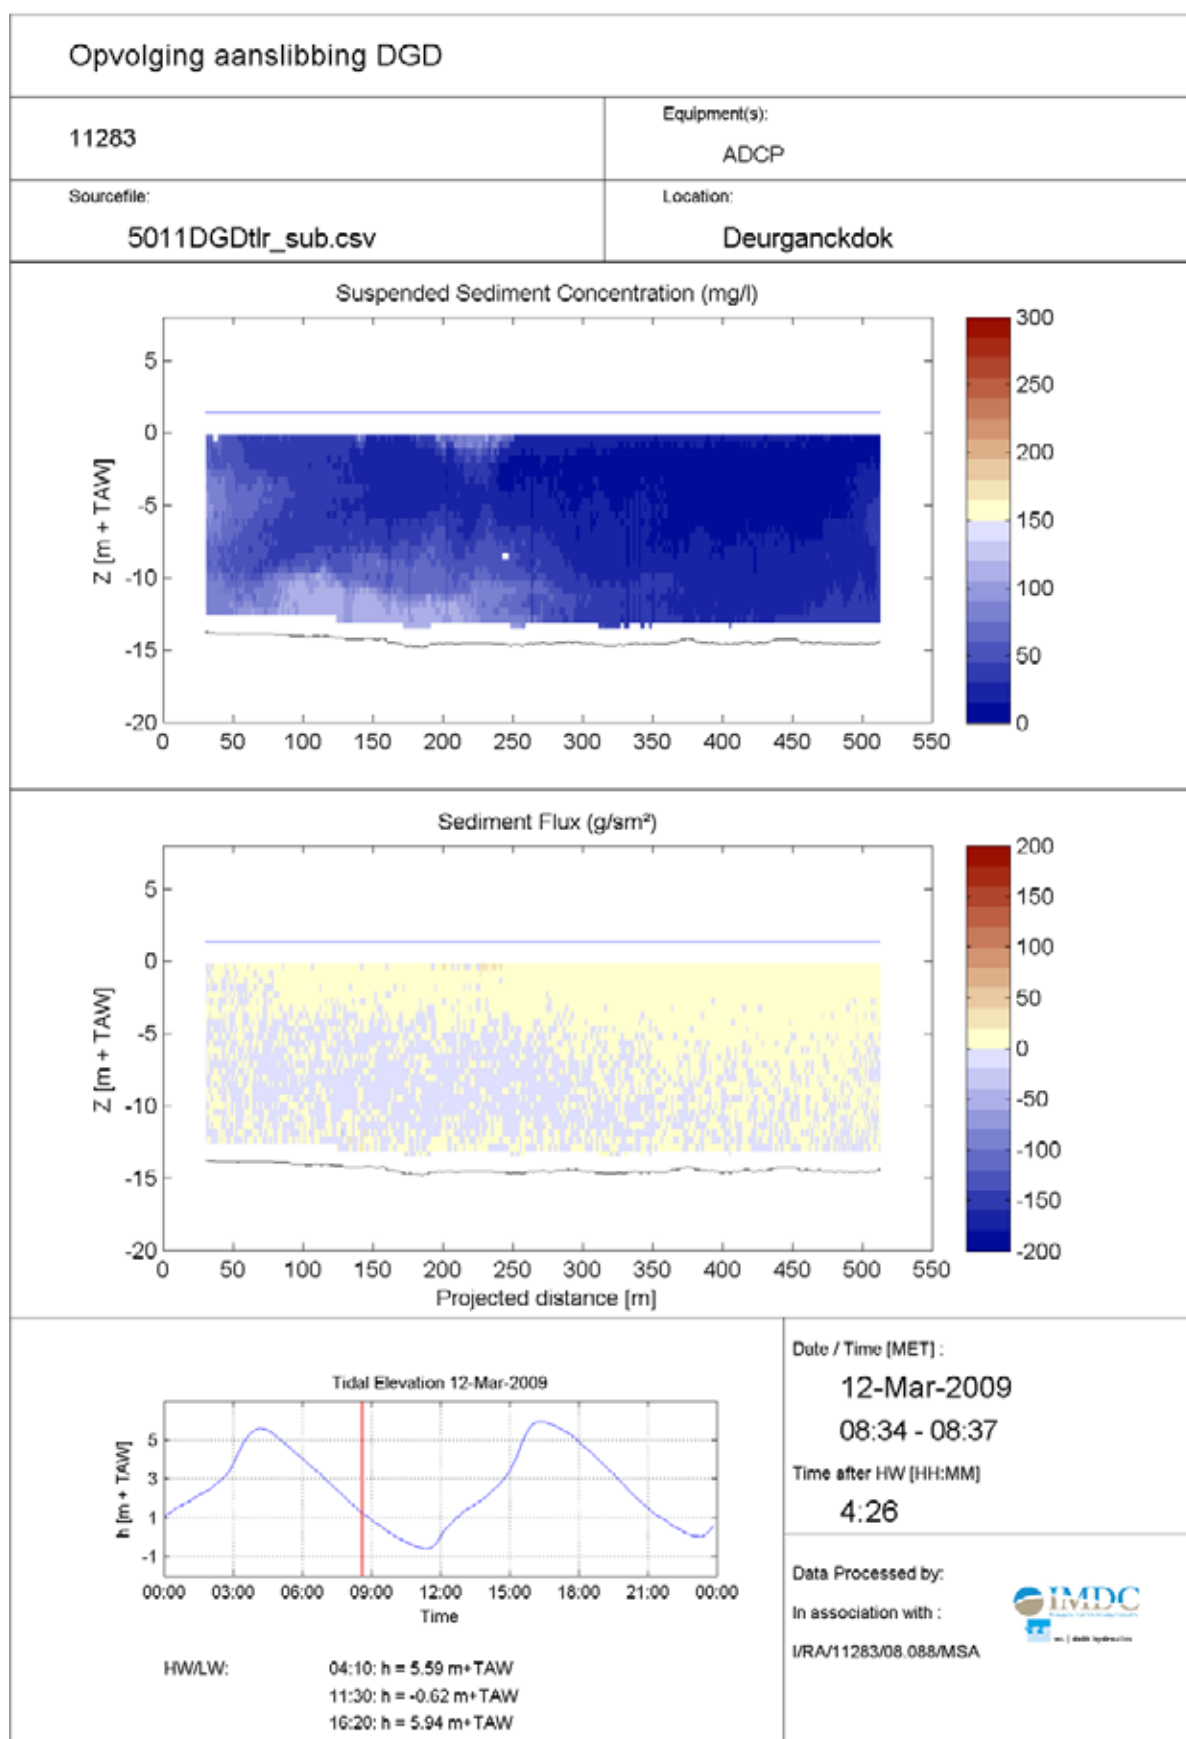 Opvolging aanslibbing DGD
11283
Equipment(s):
ADCP
Sourcefile:
5011DGDtlr_sub.csv
Location:
Deurganckdok
Suspended Sediment Concentration (mg/l)
5
0
-5
-10
-15
-20
Z [m + TAW]
0 50 100 150 200 250 300 350 400 450 500 550
300
250
200
150
100
50
0
Sediment Flux (g/sm²)
5
0
-5
-10
-15
-20
Z [m + TAW]
0 50 100 150 200 250 300 350 400 450 500 550
Projected distance [m]
200
150
100
50
0
-50
-100
-150
-200
Tidal Elevation 12-Mar-2009
5
3
1
-1
h [m + TAW]
00:00 03:00 06:00 09:00 12:00 15:00 18:00 21:00 00:00
Time
HW/LW:
04:10: h = 5.59 m+TAW
11:30: h = -0.62 m+TAW
16:20: h = 5.94 m+TAW
Date / Time [MET] :
12-Mar-2009
08:34 - 08:37
Time after HW [HH:MM]
4:26
Data Processed by:
In association with :
I/RA/11283/08.088/MSA
IMDC